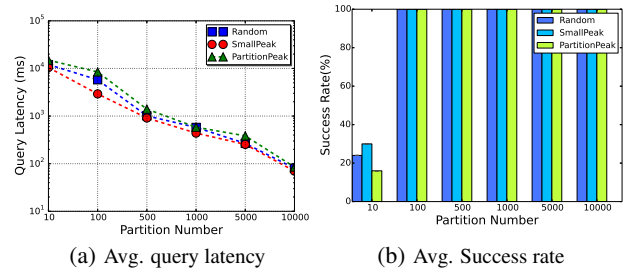 10^5
10^4
10^3
10^2
10^1
Query Latency (ms)
Random
SmallPeak
PartitionPeak
10 100 500 1000 5000 10000
Partition Number
(a) Avg. query latency
100
80
60
40
20
0
Success Rate(%)
Random
SmallPeak
PartitionPeak
10 100 500 1000 5000 10000
Partition Number
(b) Avg. Success rate